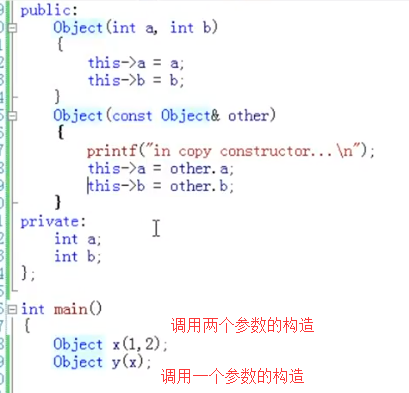 public:
Object(int a, int b)
{
this->a = a;
this->b = b;
}
Object(const Object& other)
{
printf("in copy constructor...\n");
this->a = other.a;
this->b = other.b;
}
private:
int a;
int b;
};
int main()
{
调用两个参数的构造
Object x(1,2);
Object y(x);
调用一个参数的构造